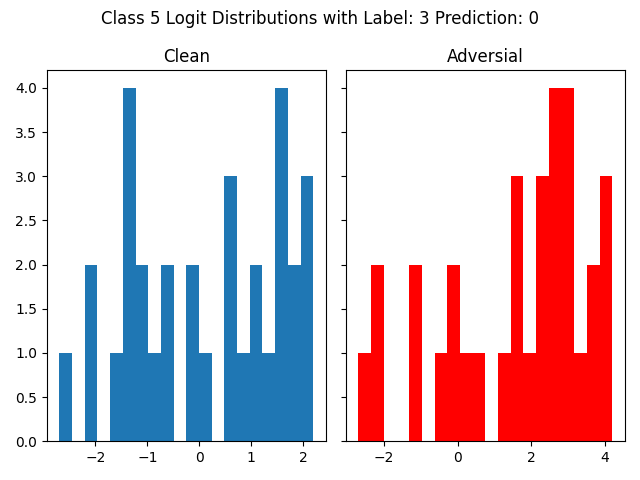 Class 5 Logit Distributions with Label: 3 Prediction: 0
Clean
Adversial
4.0
3.5
3.0
2.5
2.0
1.5
1.0
0.5
0.0
−2 −1 0 1 2
−2 0 2 4